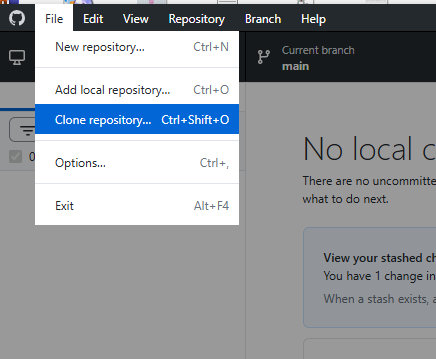 File Edit View Repository Branch Help
New repository... Ctrl+N
Add local repository... Ctrl+O
Clone repository... Ctrl+Shift+O
Options... Ctrl+,
Exit Alt+F4
Current branch
main
0
No local c
There are no uncommitte
what to do next.
View your stashed ch
You have 1 change in
When a stash exists, a